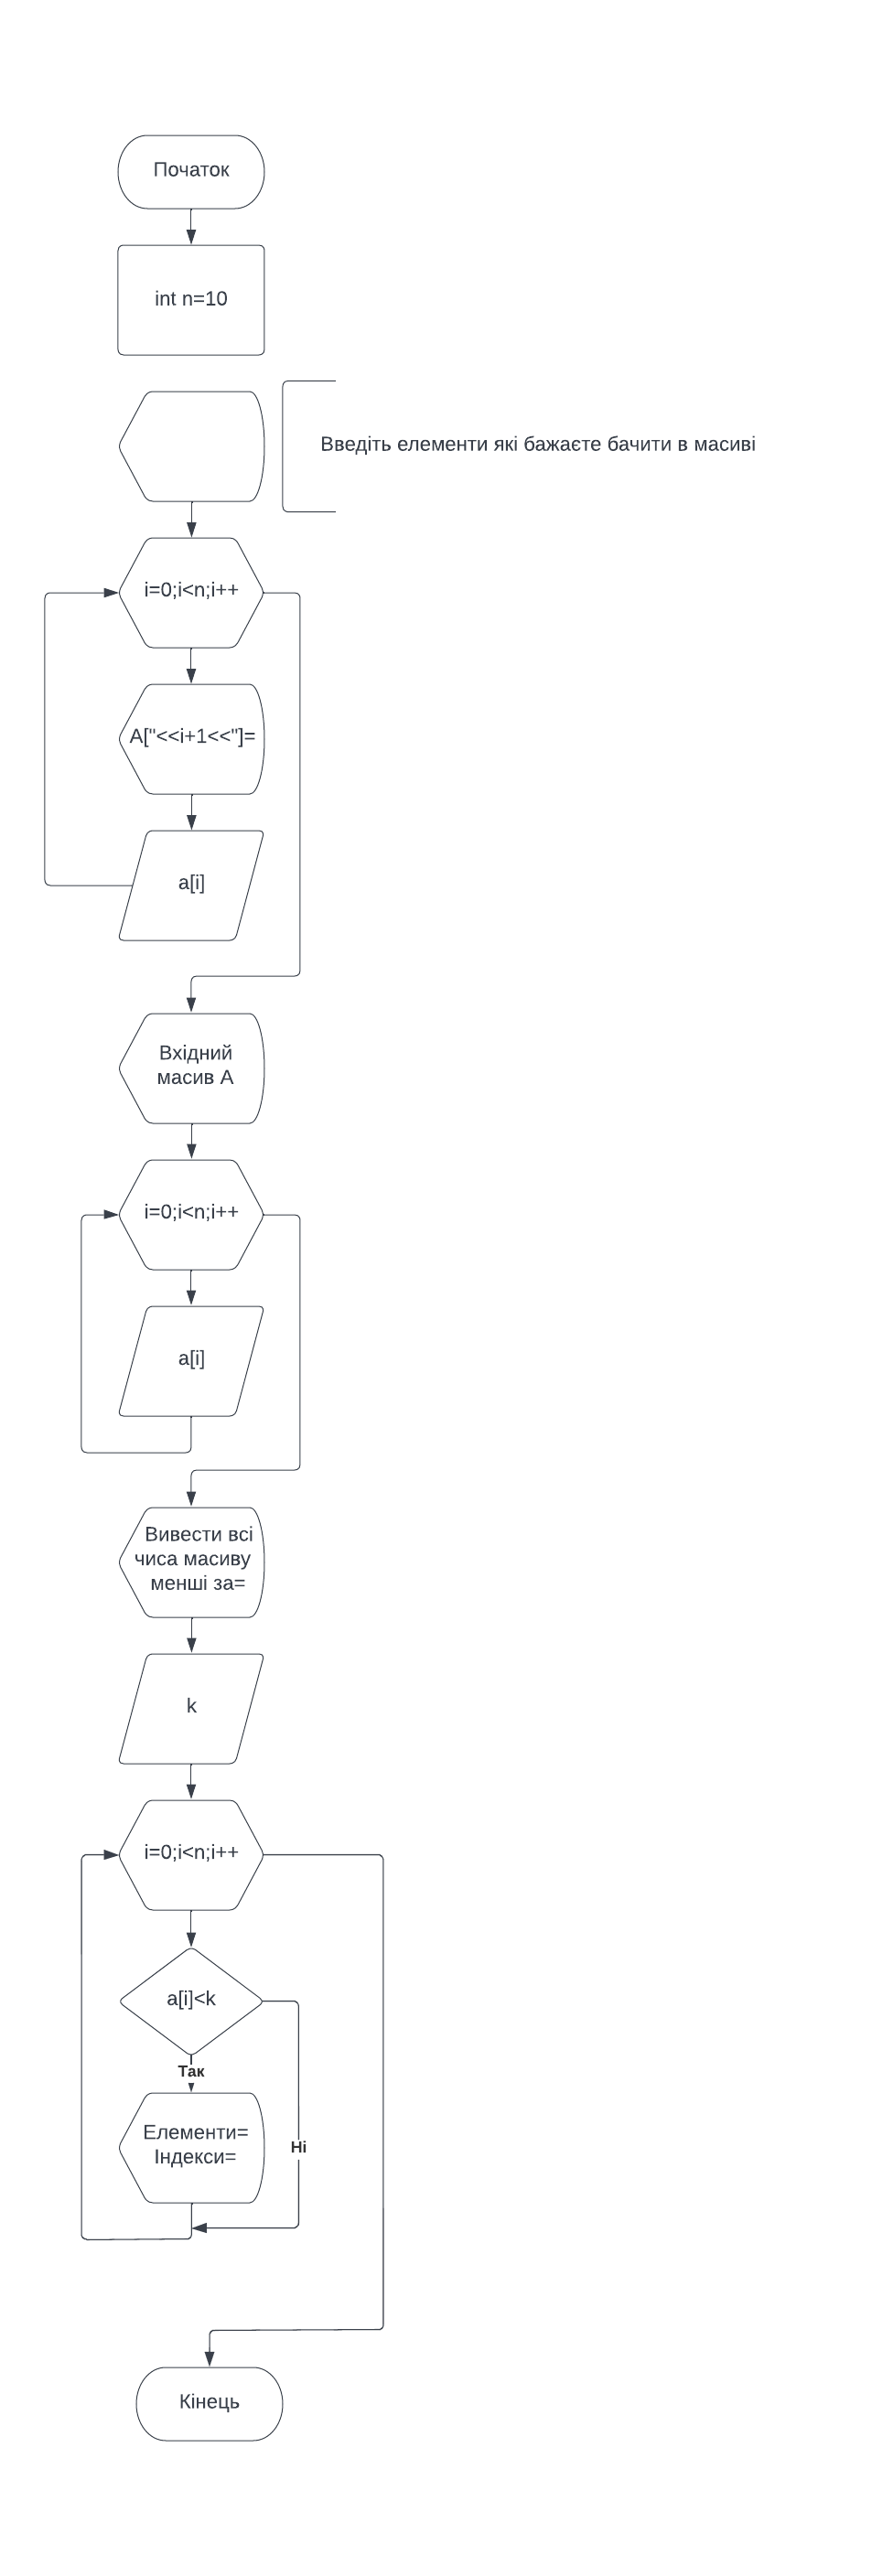 Початок
int n=10
Введіть елементи які бажаєте бачити в масиві
i=0;i<n;i++
A["<<i+1<<"]=
a[i]
Вхідний
масив А
i=0;i<n;i++
a[i]
Вивести всі
чиса масиву
менші за=
k
i=0;i<n;i++
a[i]<k
Так
Елементи=
Індекси=
Ні
Кінець